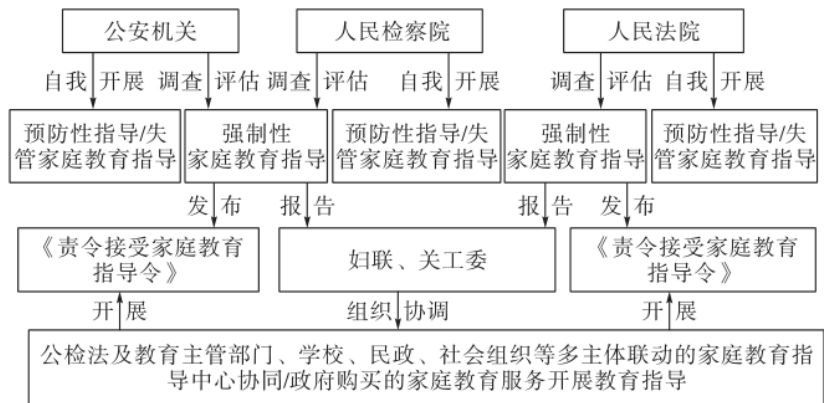 公安机关
人民检察院
人民法院
自我 开展
调查 评估
调查 评估
自我 开展
调查 评估
自我 开展
预防性指导/失
管家庭教育指导
强制性
家庭教育指导
预防性指导/失
管家庭教育指导
强制性
家庭教育指导
预防性指导/失
管家庭教育指导
发 布
报 告
报 告
发 布
《责令接受家庭教育
指导令》
妇联、关工委
《责令接受家庭教育
指导令》
开 展
组织 协调
开 展
公检法及教育主管部门、学校、民政、社会组织等多主体联动的家庭教育指
导中心协同/政府购买的家庭教育服务开展教育指导